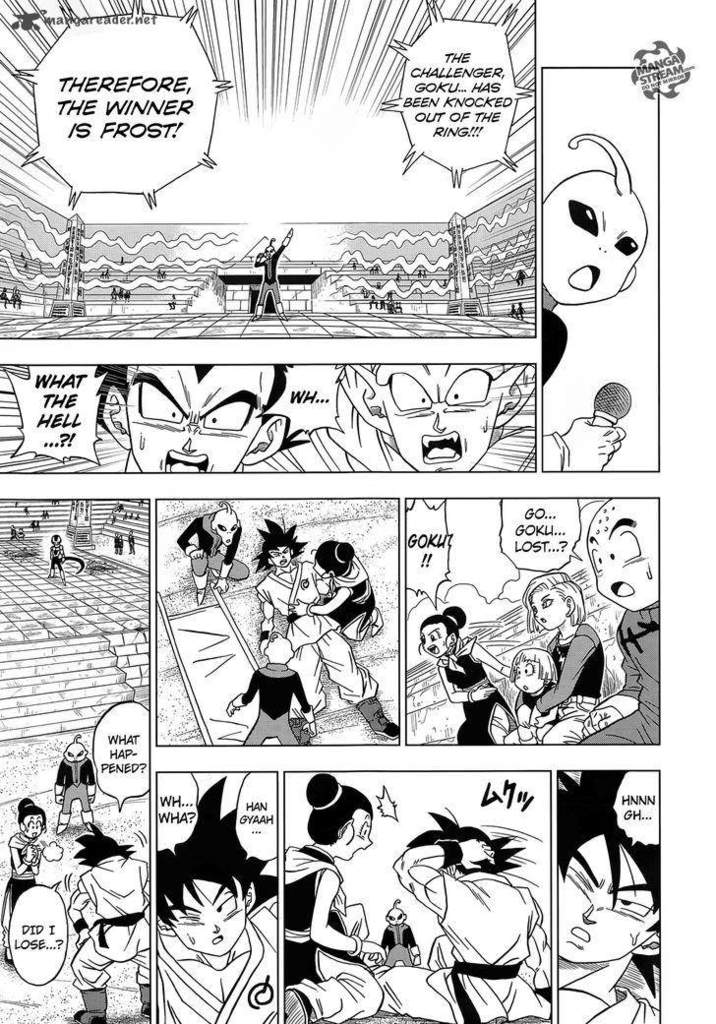 mangareader.net
THE
CHALLENGER,
GOKU... HAS
BEEN KNOCKED
OUT OF THE
RING!!!
MANGA
STREAM
THEREFORE,
THE WINNER
IS FROST!
WH...
WHAT
THE
HELL
...?!
GO...
GOKU
LOST...?
GOKU
!!
WHAT
HAP-
PENED?
DID I
LOSE...?
HNNN
GH...
ムクッ
HAN
GYAAH
...
WH...
WHA?